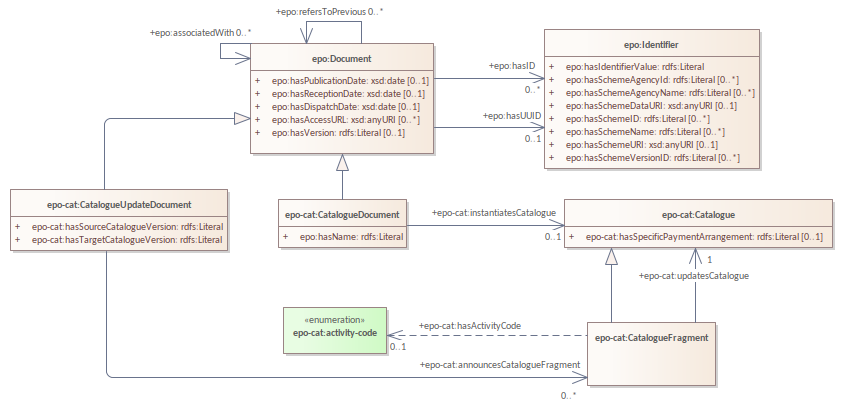 +epo:refersToPrevious 0..*
+epo:associatedWith 0..*
epo:Document
+ epo:hasPublicationDate: xsd:date [0..1]
+ epo:hasReceptionDate: xsd:date [0..1]
+ epo:hasDispatchDate: xsd:date [0..1]
+ epo:hasAccessURL: xsd:anyURI [0..*]
+ epo:hasVersion: rdfs:Literal [0..1]
+epo:hasID
0..*
+epo:hasUUID
0..1
epo:Identifier
+ epo:hasIdentifierValue: rdfs:Literal
+ epo:hasSchemeAgencyId: rdfs:Literal [0..*]
+ epo:hasSchemeAgencyName: rdfs:Literal [0..*]
+ epo:hasSchemeDataURI: xsd:anyURI [0..1]
+ epo:hasSchemeID: rdfs:Literal [0..*]
+ epo:hasSchemeName: rdfs:Literal [0..*]
+ epo:hasSchemeURI: xsd:anyURI [0..1]
+ epo:hasSchemeVersionID: rdfs:Literal [0..*]
epo-cat:CatalogueUpdateDocument
+ epo-cat:hasSourceCatalogueVersion: rdfs:Literal
+ epo-cat:hasTargetCatalogueVersion: rdfs:Literal
epo-cat:CatalogueDocument
+ epo:hasName: rdfs:Literal
+epo-cat:instantiatesCatalogue
0..1
epo-cat:Catalogue
+ epo-cat:hasSpecificPaymentArrangement: rdfs:Literal [0..1]
1
+epo-cat:updatesCatalogue
«enumeration»
epo-cat:activity-code
+epo-cat:hasActivityCode
0..1
epo-cat:CatalogueFragment
+epo-cat:announcesCatalogueFragment
0..*